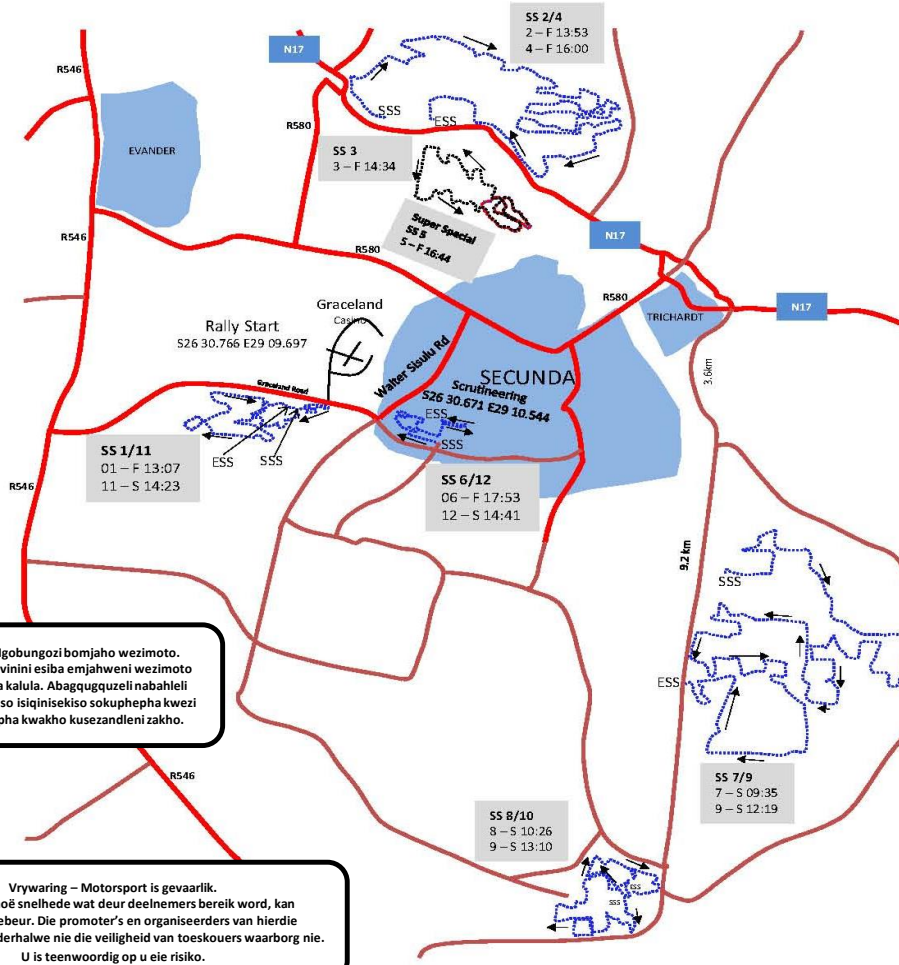 SS 2/4
2 – F 13:53
4 – F 16:00
N17
R546
SSS
ESS
R580
EVANDER
SS 3
3 – F 14:34
Super Special
SS 5
5 – F 16:44
N17
R546
R580
R580
TRICHARDT
N17
Graceland
Casino
Rally Start
S26 30.766 E29 09.697
Walter Sisulu Rd
SECUNDA
Scrutineering
S26 30.671 E29 10.544
3.6km
Graceland Road
ESS
SSS
SS 1/11
01 – F 13:07
11 – S 14:23
ESS
SSS
R546
SS 6/12
06 – F 17:53
12 – S 14:41
9.2 km
SSS
ESS
gobungozi bomjaho wezimoto.
vinini esiba emjahweni wezimoto
a kalula. Abagqugquzeli nabahleli
so isiqinisekiso sokuphepha kwezi
pha kwakho kusezandleni zakho.
R546
SS 7/9
7 – S 09:35
9 – S 12:19
SS 8/10
8 – S 10:26
9 – S 13:10
ESS
SSS
Vrywaring – Motorsport is gevaarlik.
oë snelhede wat deur deelnemers bereik word, kan
ebeur. Die promoter's en organiseerders van hierdie
derhalwe nie die veiligheid van toeskouers waarborg nie.
U is teenwoordig op u eie risiko.